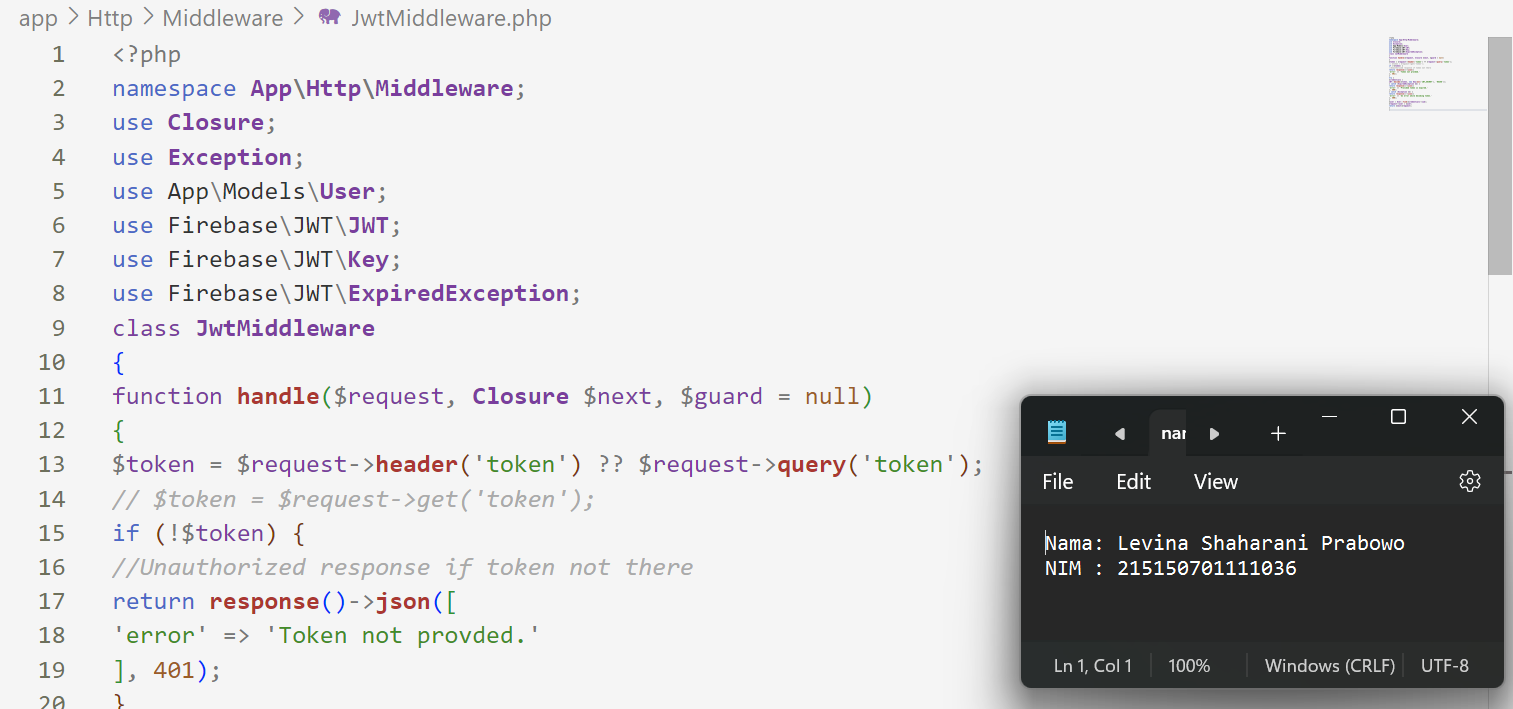 app > Http > Middleware > JwtMiddleware.php
1 <?php
2 namespace App\Http\Middleware;
3 use Closure;
4 use Exception;
5 use App\Models\User;
6 use Firebase\JWT\JWT;
7 use Firebase\JWT\Key;
8 use Firebase\JWT\ExpiredException;
9 class JwtMiddleware
10 {
11 function handle($request, Closure $next, $guard = null)
12 {
13 $token = $request->header('token') ?? $request->query('token');
14 // $token = $request->get('token');
15 if (!$token) {
16 //Unauthorized response if token not there
17 return response()->json([
18 'error' => 'Token not provded.'
19 ], 401);
20 }
nar
File Edit View
Nama: Levina Shaharani Prabowo
NIM : 215150701111036
Ln 1, Col 1 100% Windows (CRLF) UTF-8